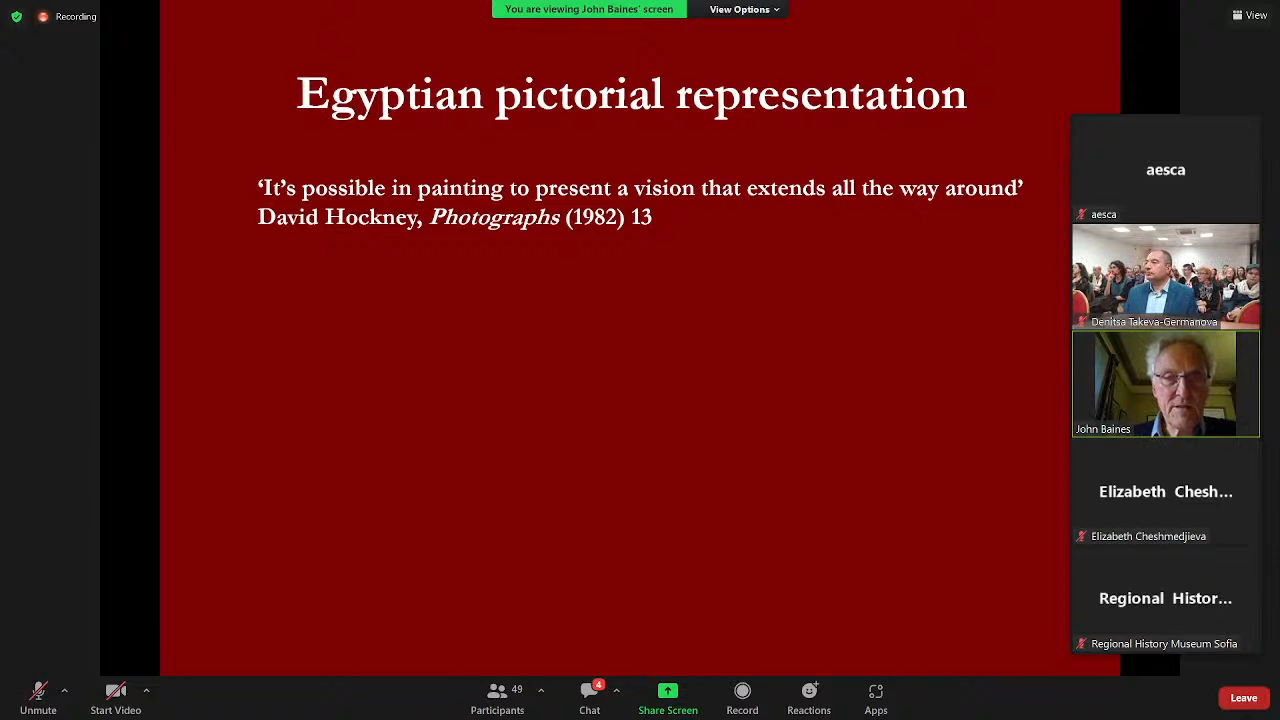 Recording
You are viewing John Baines' screen
View Options
View
Egyptian pictorial representation
‘It’s possible in painting to present a vision that extends all the way around’
David Hockney, Photographs (1982) 13
aesca
aesca
Denitsa Takeva-Germanova
John Baines
Elizabeth Chesh...
Elizabeth Cheshmedjieva
Regional Histor...
Regional History Museum Sofia
Unmute
Start Video
49
Participants
4
Chat
Share Screen
Record
Reactions
Apps
Leave